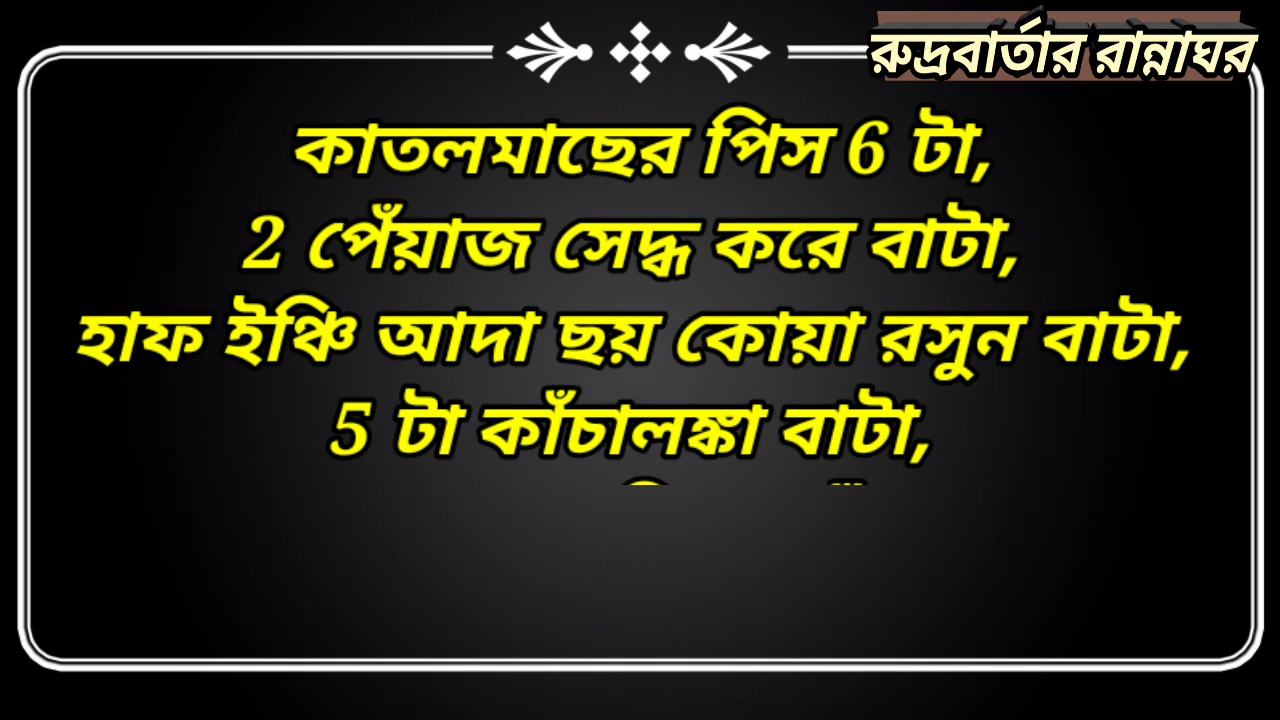 রুদ্রবার্তার রান্নাঘর
কাতলমাছের পিস 6 টা,
2 পেঁয়াজ সেদ্ধ করে বাটা,
হাফ ইঞ্চি আদা ছয় কোয়া রসুন বাটা,
5 টা কাঁচালঙ্কা বাটা,